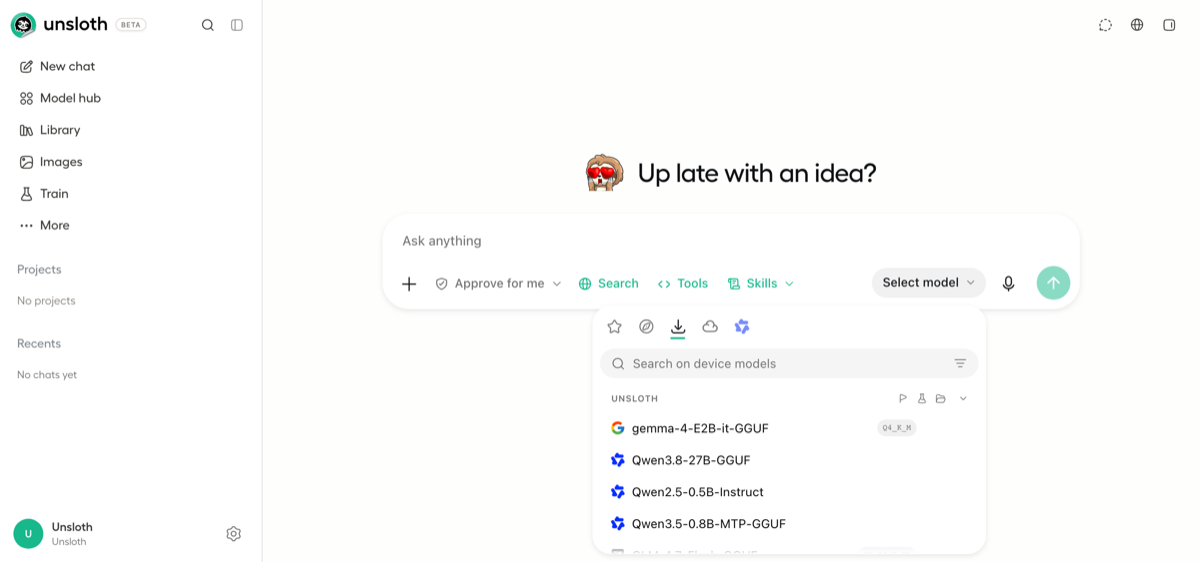 unsloth BETA
New chat
Model hub
Library
Images
Train
More
Projects
No projects
Recents
No chats yet
U
Unsloth
Unsloth
Up late with an idea?
Ask anything
Approve for me
Search
Tools
Skills
Select model
Search on device models
UNSLOTH
gemma-4-E2B-it-GGUF Q4_K_M
Qwen3.8-27B-GGUF
Qwen2.5-0.5B-Instruct
Qwen3.5-0.8B-MTP-GGUF